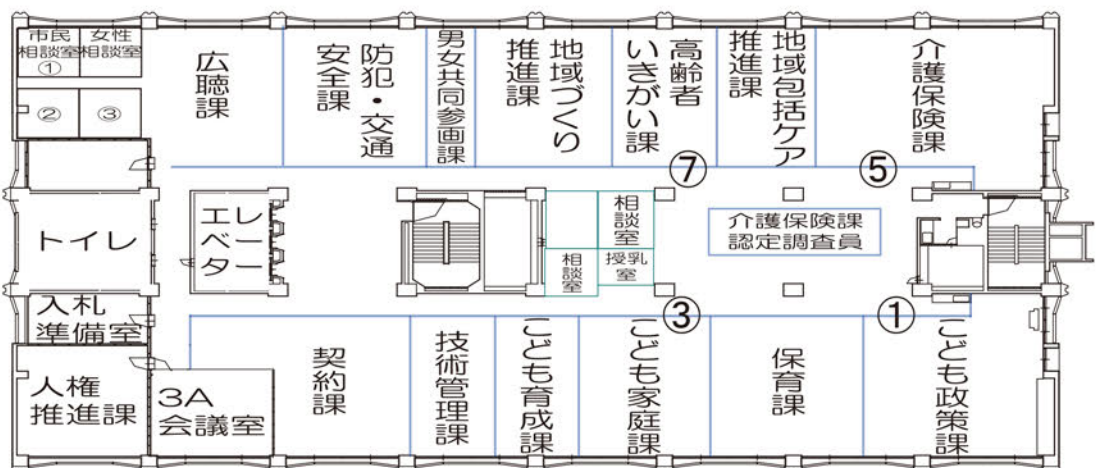 市民
相談室
①
女性
相談室
②
③
広聴課
防犯・交通
安全課
男女共同参画課
地域づくり
推進課
高齢者
いきがい課
地域包括ケア
推進課
介護保険課
⑦
⑤
トイレ
エレ
ベー
ター
相談室
相談室
授乳
室
介護保険課
認定調査員
③
①
入札
準備室
人権
推進課
3A
会議室
契約課
技術管理課
こども育成課
こども家庭課
保育課
こども政策課